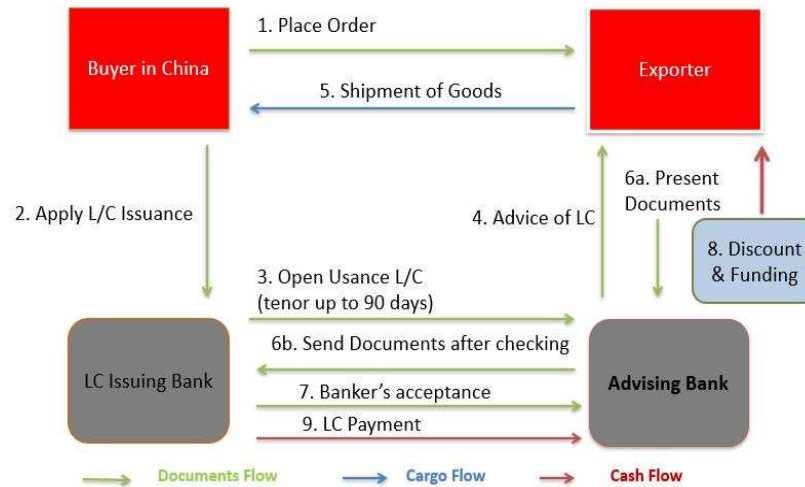 1. Place Order
Buyer in China
Exporter
5. Shipment of Goods
2. Apply L/C Issuance
4. Advice of LC
6a. Present
Documents
8. Discount
& Funding
3. Open Usance L/C
(tenor up to 90 days)
6b. Send Documents after checking
LC Issuing Bank
Advising Bank
7. Banker’s acceptance
9. LC Payment
Documents Flow
Cargo Flow
Cash Flow